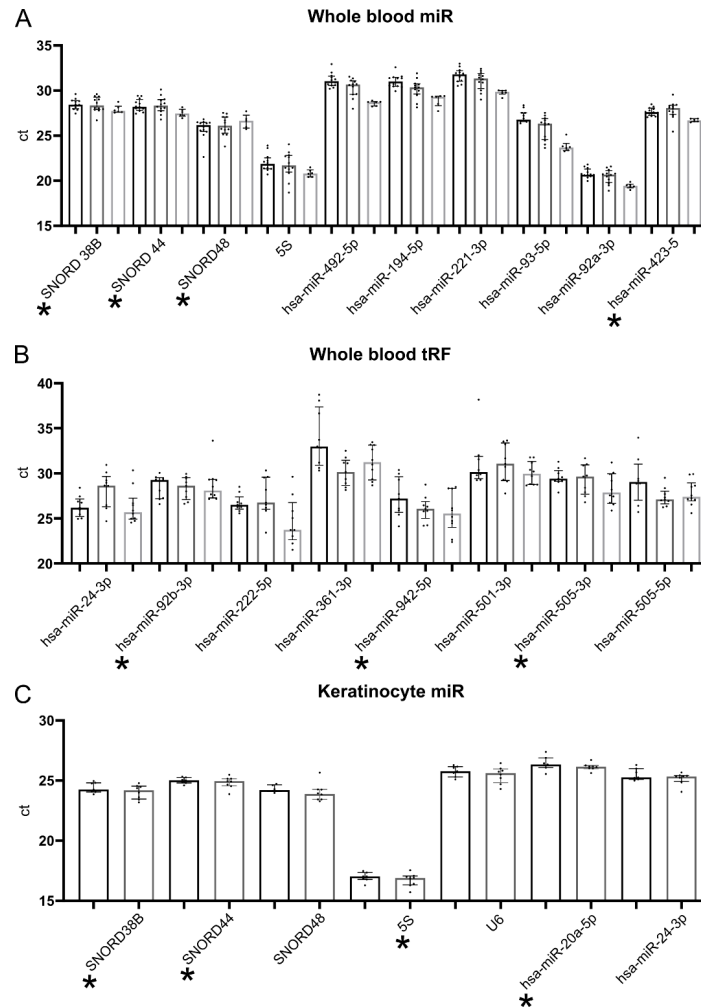 A
Whole blood miR
35
30
25
20
15
ct
SNORD 38B
SNORD 44
SNORD48
5S
hsa-miR-492-5p
hsa-miR-194-5p
hsa-miR-221-3p
hsa-miR-93-5p
hsa-miR-92a-3p
hsa-miR-423-5
* * * *
B
Whole blood tRF
40
35
30
25
20
ct
hsa-miR-24-3p
hsa-miR-92b-3p
hsa-miR-222-5p
hsa-miR-361-3p
hsa-miR-942-5p
hsa-miR-501-3p
hsa-miR-505-3p
hsa-miR-505-5p
* * *
C
Keratinocyte miR
30
25
20
15
ct
SNORD38B
SNORD44
SNORD48
5S
U6
hsa-miR-20a-5p
hsa-miR-24-3p
* * * *